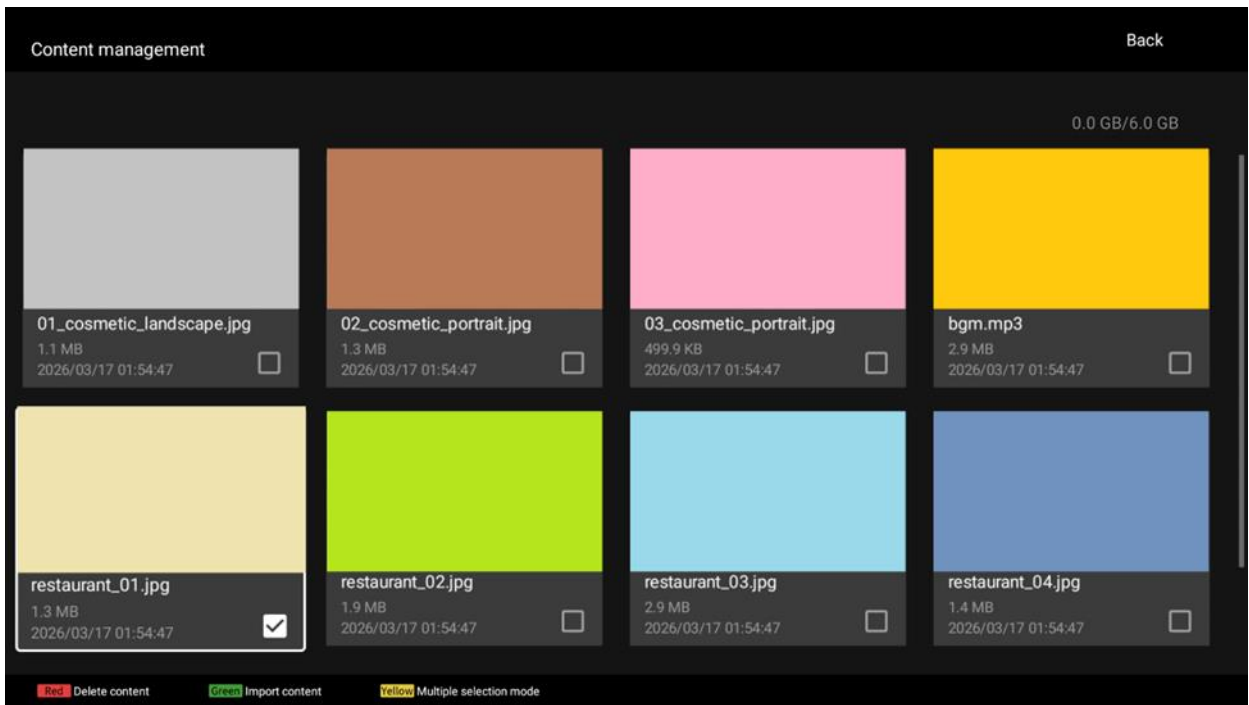 Content management
Back
0.0 GB/6.0 GB
01_cosmetic_landscape.jpg
1.1 MB
2026/03/17 01:54:47
02_cosmetic_portrait.jpg
1.3 MB
2026/03/17 01:54:47
03_cosmetic_portrait.jpg
499.9 KB
2026/03/17 01:54:47
bgm.mp3
2.9 MB
2026/03/17 01:54:47
restaurant_01.jpg
1.3 MB
2026/03/17 01:54:47
restaurant_02.jpg
1.9 MB
2026/03/17 01:54:47
restaurant_03.jpg
2.9 MB
2026/03/17 01:54:47
restaurant_04.jpg
1.4 MB
2026/03/17 01:54:47
Red Delete content
Green Import content
Yellow Multiple selection mode